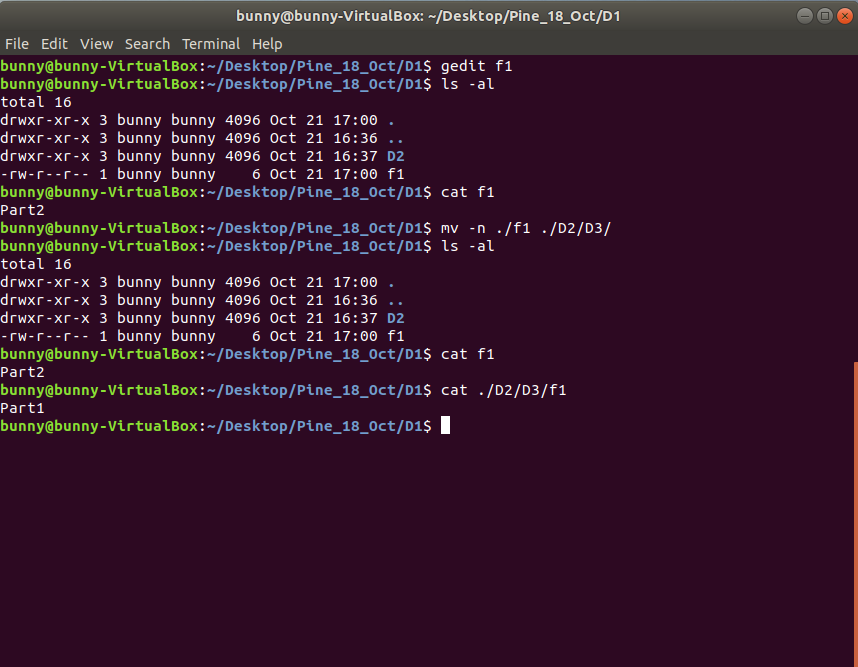 bunny@bunny-VirtualBox: ~/Desktop/Pine_18_Oct/D1
File Edit View Search Terminal Help
bunny@bunny-VirtualBox:~/Desktop/Pine_18_Oct/D1$ gedit f1
bunny@bunny-VirtualBox:~/Desktop/Pine_18_Oct/D1$ ls -al
total 16
drwxr-xr-x 3 bunny bunny 4096 Oct 21 17:00 .
drwxr-xr-x 3 bunny bunny 4096 Oct 21 16:36 ..
drwxr-xr-x 3 bunny bunny 4096 Oct 21 16:37 D2
-rw-r--r-- 1 bunny bunny    6 Oct 21 17:00 f1
bunny@bunny-VirtualBox:~/Desktop/Pine_18_Oct/D1$ cat f1
Part2
bunny@bunny-VirtualBox:~/Desktop/Pine_18_Oct/D1$ mv -n ./f1 ./D2/D3/
bunny@bunny-VirtualBox:~/Desktop/Pine_18_Oct/D1$ ls -al
total 16
drwxr-xr-x 3 bunny bunny 4096 Oct 21 17:00 .
drwxr-xr-x 3 bunny bunny 4096 Oct 21 16:36 ..
drwxr-xr-x 3 bunny bunny 4096 Oct 21 16:37 D2
-rw-r--r-- 1 bunny bunny    6 Oct 21 17:00 f1
bunny@bunny-VirtualBox:~/Desktop/Pine_18_Oct/D1$ cat f1
Part2
bunny@bunny-VirtualBox:~/Desktop/Pine_18_Oct/D1$ cat ./D2/D3/f1
Part1
bunny@bunny-VirtualBox:~/Desktop/Pine_18_Oct/D1$